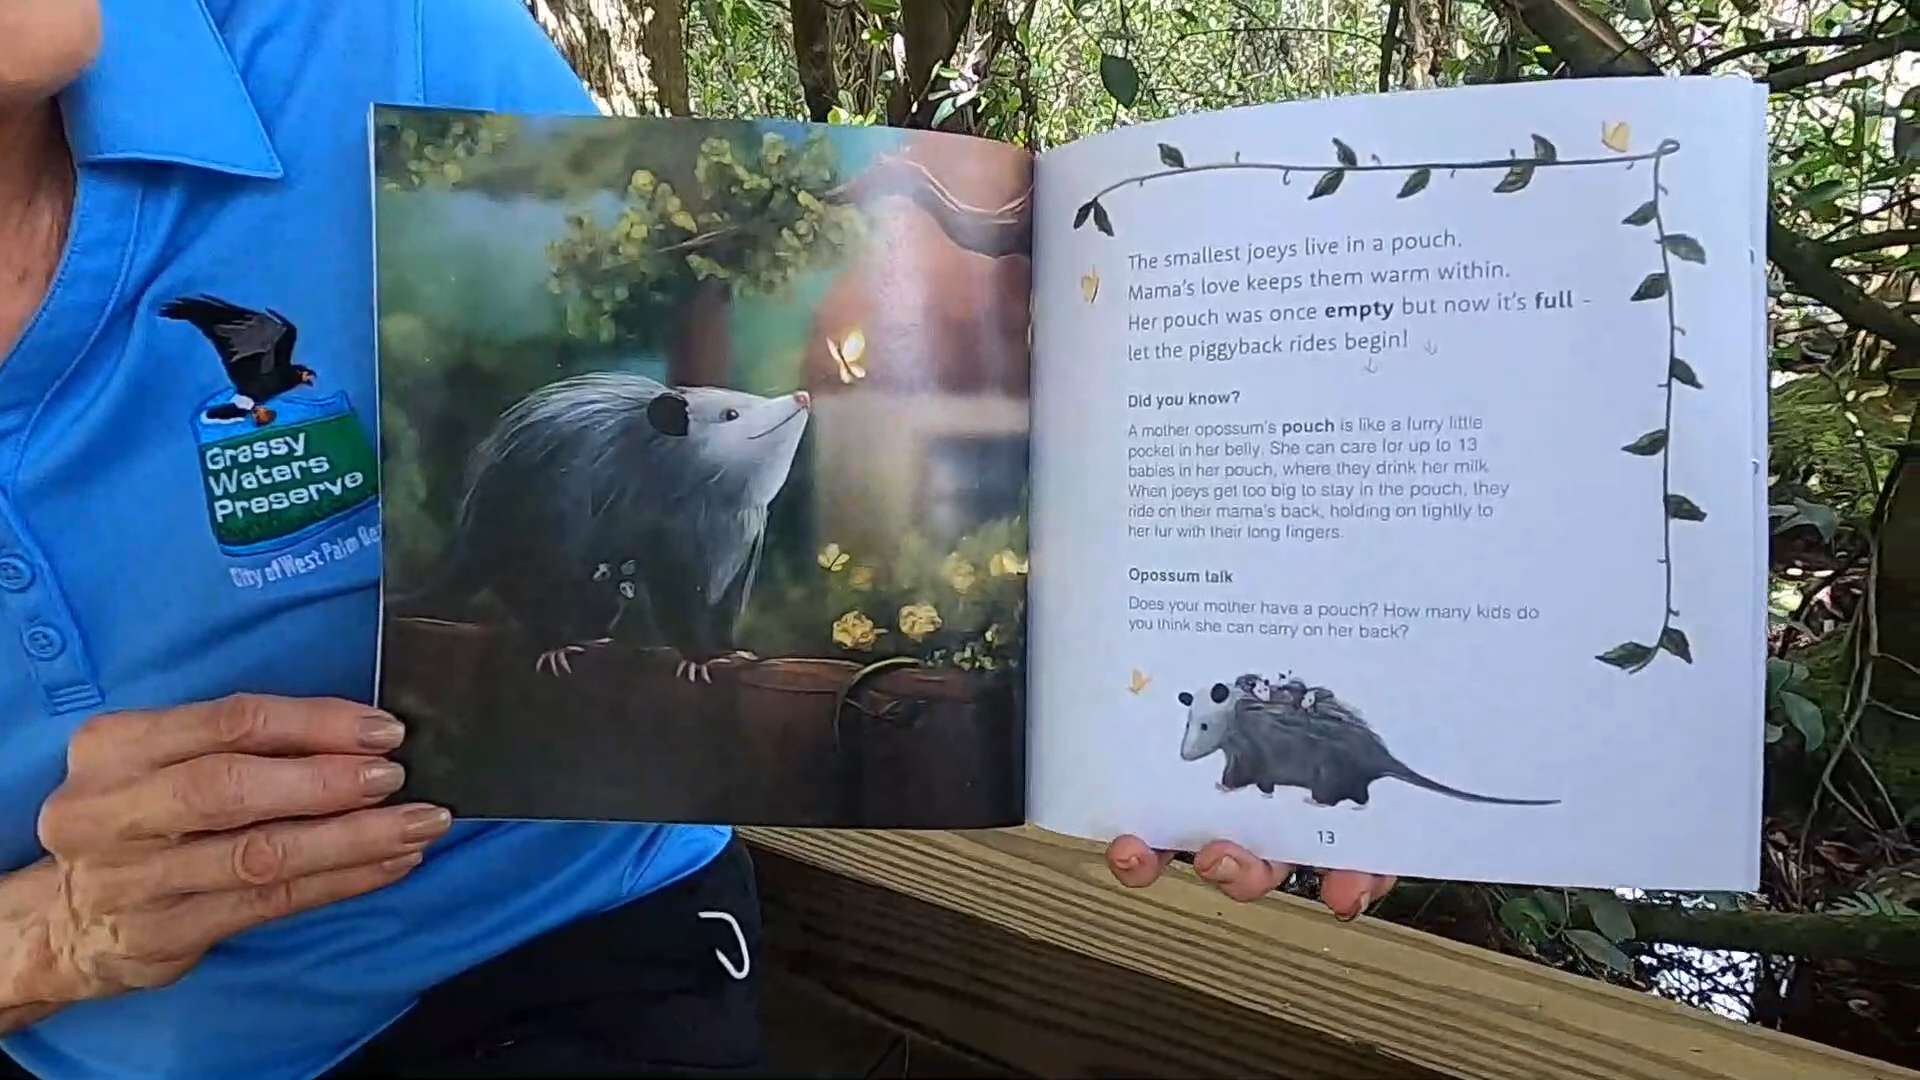 Grassy
Waters
Preserve
City of West Palm
The smallest joeys live in a pouch.
Mama's love keeps them warm within.
Her pouch was once empty but now it's full –
let the piggyback rides begin!
Did you know?
A mother opossum's pouch is like a furry little
pocket in her belly. She can care for up to 13
babies in her pouch, where they drink her milk.
When joeys get too big to stay in the pouch, they
ride on their mama's back, holding on tightly to
her fur with their long fingers.
Opossum talk
Does your mother have a pouch? How many kids do
you think she can carry on her back?
13